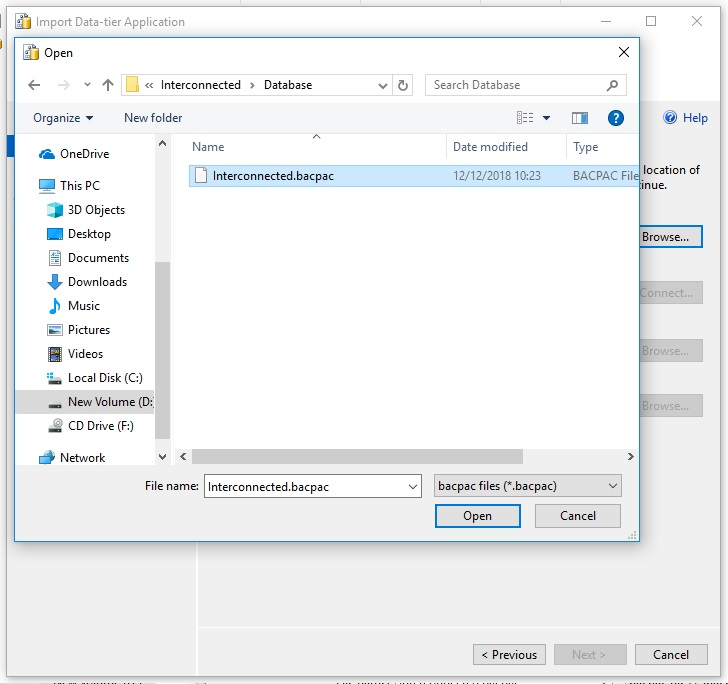 Import Data-tier Application
Open
« Interconnected > Database
Search Database
Organize
New folder
Help
Name
Date modified
Type
OneDrive
This PC
3D Objects
Desktop
Documents
Downloads
Music
Pictures
Videos
Local Disk (C:)
New Volume (D:
CD Drive (F:)
Network
Interconnected.bacpac
12/12/2018 10:23
BACPAC File
location of
tinue.
Browse...
Connect...
Browse...
Browse...
File name:
Interconnected.bacpac
bacpac files (*.bacpac)
Open
Cancel
< Previous
Next >
Cancel